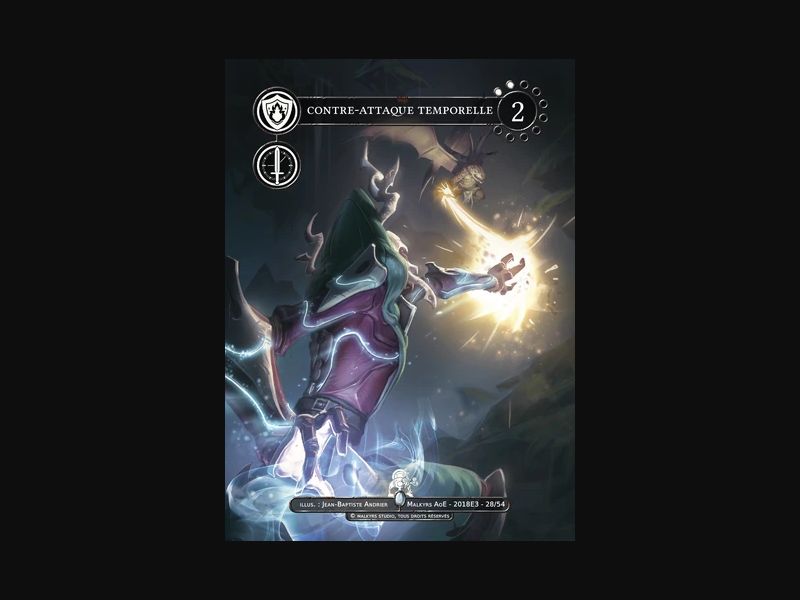 CONTRE-ATTAQUE TEMPORELLE 2
ILLUS. : JEAN-BAPTISTE ANDRIER MALKYRS AOE - 2018E3 - 28/54
© MALKYRS STUDIO, TOUS DROITS RÉSERVÉS